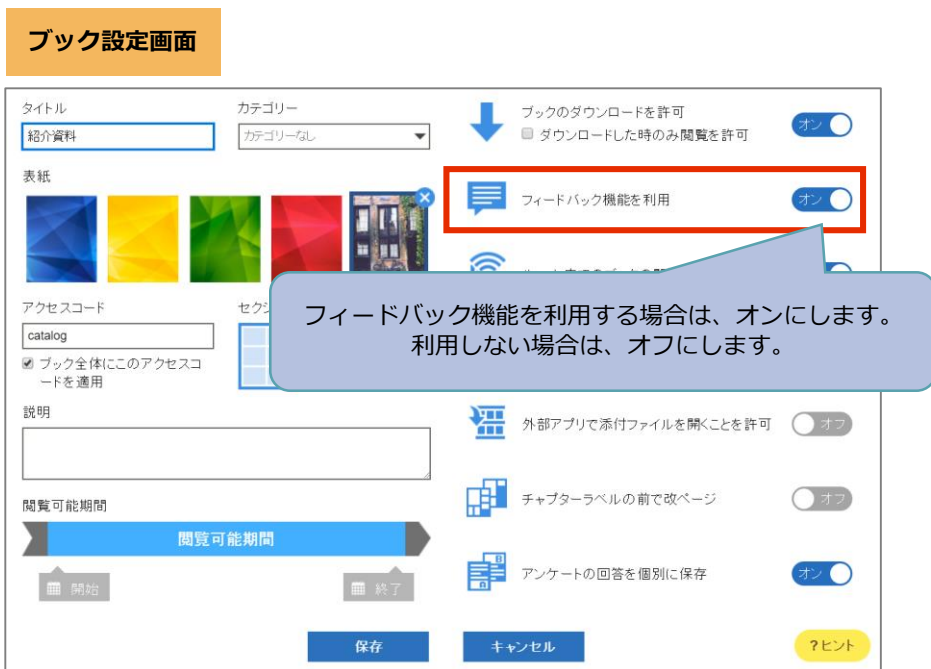 ブック設定画面
タイトル
カテゴリー
紹介資料
カテゴリーなし
ブックのダウンロードを許可
ダウンロードした時のみ閲覧を許可
オン
表紙
フィードバック機能を利用
オン
フィードバック機能を利用する場合は、オンにします。
利用しない場合は、オフにします。
アクセスコード
セク
catalog
ブック全体にこのアクセスコ
ードを適用
説明
外部アプリで添付ファイルを開くことを許可
オフ
チャプターラベルの前で改ページ
オフ
閲覧可能期間
閲覧可能期間
開始
終了
アンケートの回答を個別に保存
オン
保存
キャンセル
?ヒント